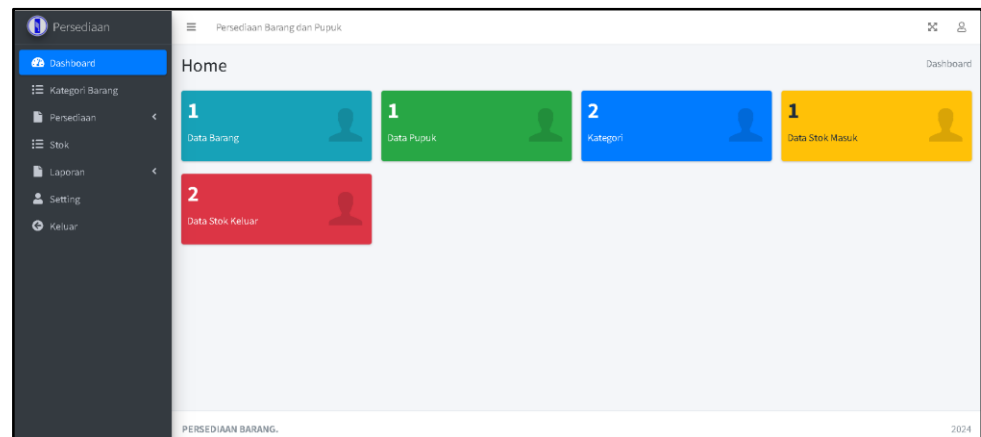 Persediaan
Persediaan Barang dan Pupuk
Dashboard
Kategori Barang
Persediaan
Stok
Laporan
Setting
Keluar
Home
Dashboard
1
Data Barang
1
Data Pupuk
2
Kategori
1
Data Stok Masuk
2
Data Stok Keluar
PERSEDIAAN BARANG.
2024